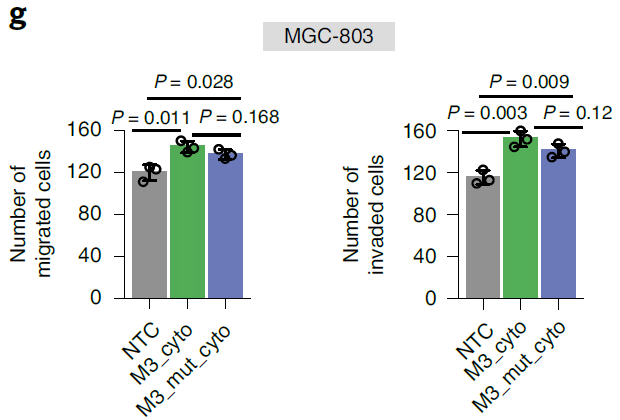 g
MGC-803
P = 0.028
P = 0.011
P = 0.168
Number of
migrated cells
160
120
80
40
0
NTC
M3_cyto
M3_mut_cyto
P = 0.009
P = 0.003
P = 0.12
Number of
invaded cells
160
120
80
40
0
NTC
M3_cyto
M3_mut_cyto